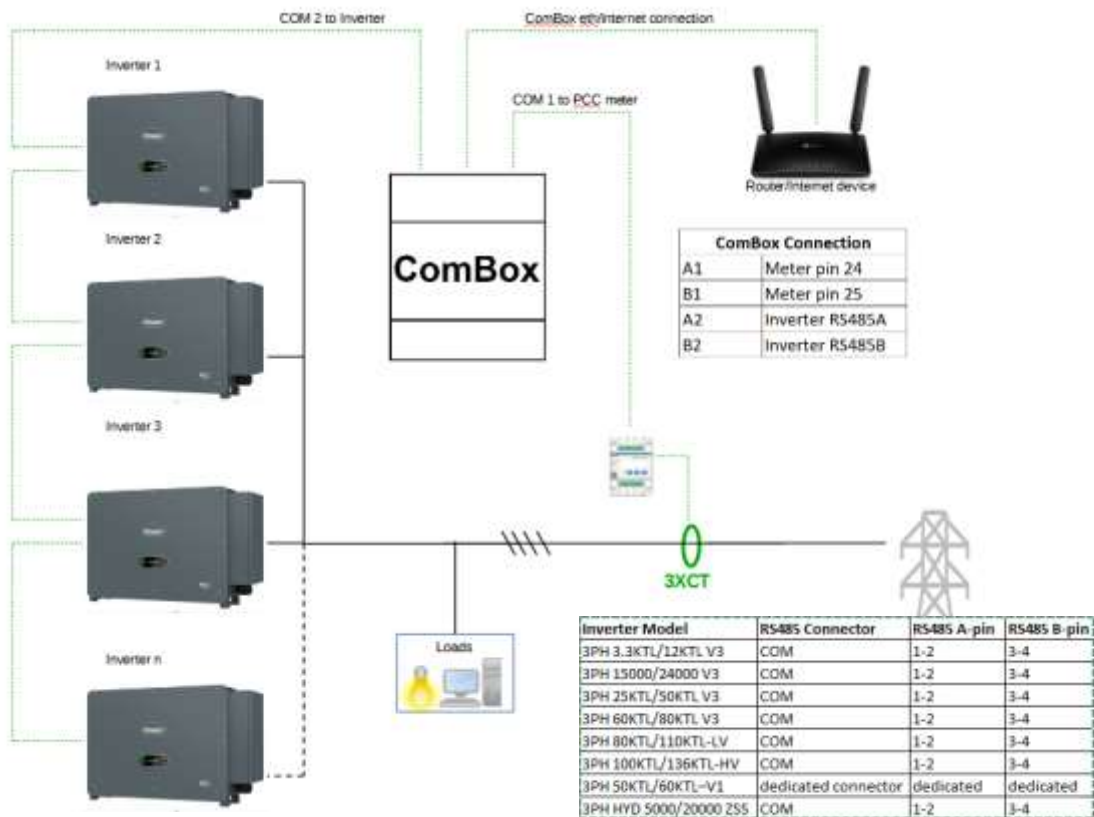 COM 2 to Inverter
ComBox eth/Internet connection
Inverter 1
COM 1 to PCC meter
Router/Internet device
Inverter 2
ComBox
ComBox Connection
A1 Meter pin 24
B1 Meter pin 25
A2 Inverter RS485A
B2 Inverter RS485B
Inverter 3
3XCT
Loads
Inverter n
Inverter Model RS485 Connector RS485 A-pin RS485 B-pin
3PH 3.3KTL/12KTL V3 COM 1-2 3-4
3PH 15000/24000 V3 COM 1-2 3-4
3PH 25KTL/50KTL V3 COM 1-2 3-4
3PH 60KTL/80KTL V3 COM 1-2 3-4
3PH 80KTL/110KTL-LV COM 1-2 3-4
3PH 100KTL/136KTL-HV COM 1-2 3-4
3PH 50KTL/60KTL–V1 dedicated connector dedicated dedicated
3PH HYD 5000/20000 ZSS COM 1-2 3-4